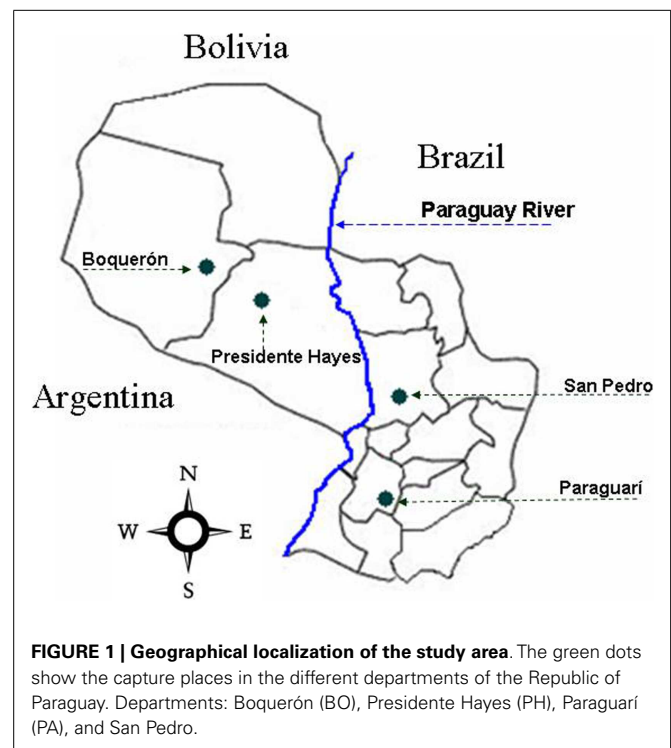 Bolivia
Brazil
Paraguay River
Boquerón
Presidente Hayes
Argentina
San Pedro
Paraguarí
N
W
E
S
FIGURE 1 | Geographical localization of the study area. The green dots
show the capture places in the different departments of the Republic of
Paraguay. Departments: Boquerón (BO), Presidente Hayes (PH), Paraguarí
(PA), and San Pedro.